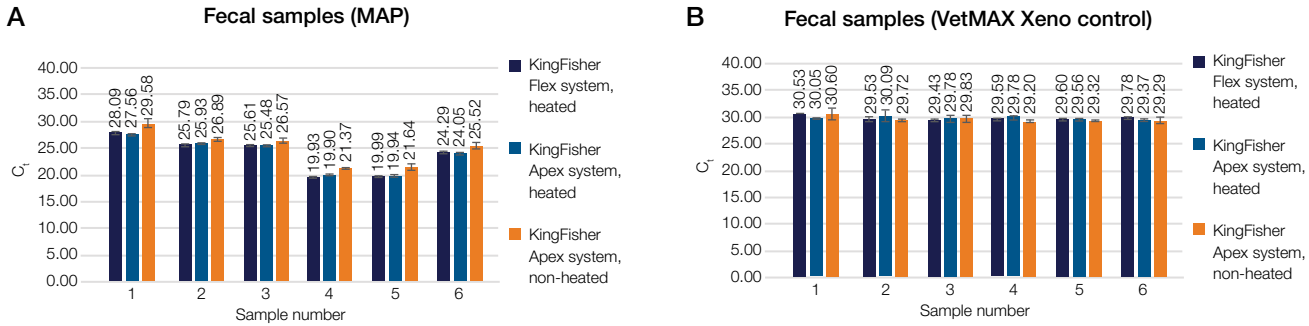 A
Fecal samples (MAP)
40.00
35.00
30.00
25.00
20.00
15.00
10.00
5.00
0.00
Ct
28.09
27.56
29.58
25.79
25.93
26.89
25.61
25.48
26.57
19.93
19.90
21.37
19.99
19.94
21.64
24.29
24.05
25.52
1 2 3 4 5 6
Sample number
KingFisher
Flex system,
heated
KingFisher
Apex system,
heated
KingFisher
Apex system,
non-heated
B
Fecal samples (VetMAX Xeno control)
40.00
35.00
30.00
25.00
20.00
15.00
10.00
5.00
0.00
Ct
30.53
30.05
30.60
29.53
30.09
29.72
29.43
29.78
29.83
29.59
29.78
29.20
29.60
29.56
29.32
29.78
29.37
29.29
1 2 3 4 5 6
Sample number
KingFisher
Flex system,
heated
KingFisher
Apex system,
heated
KingFisher
Apex system,
non-heated